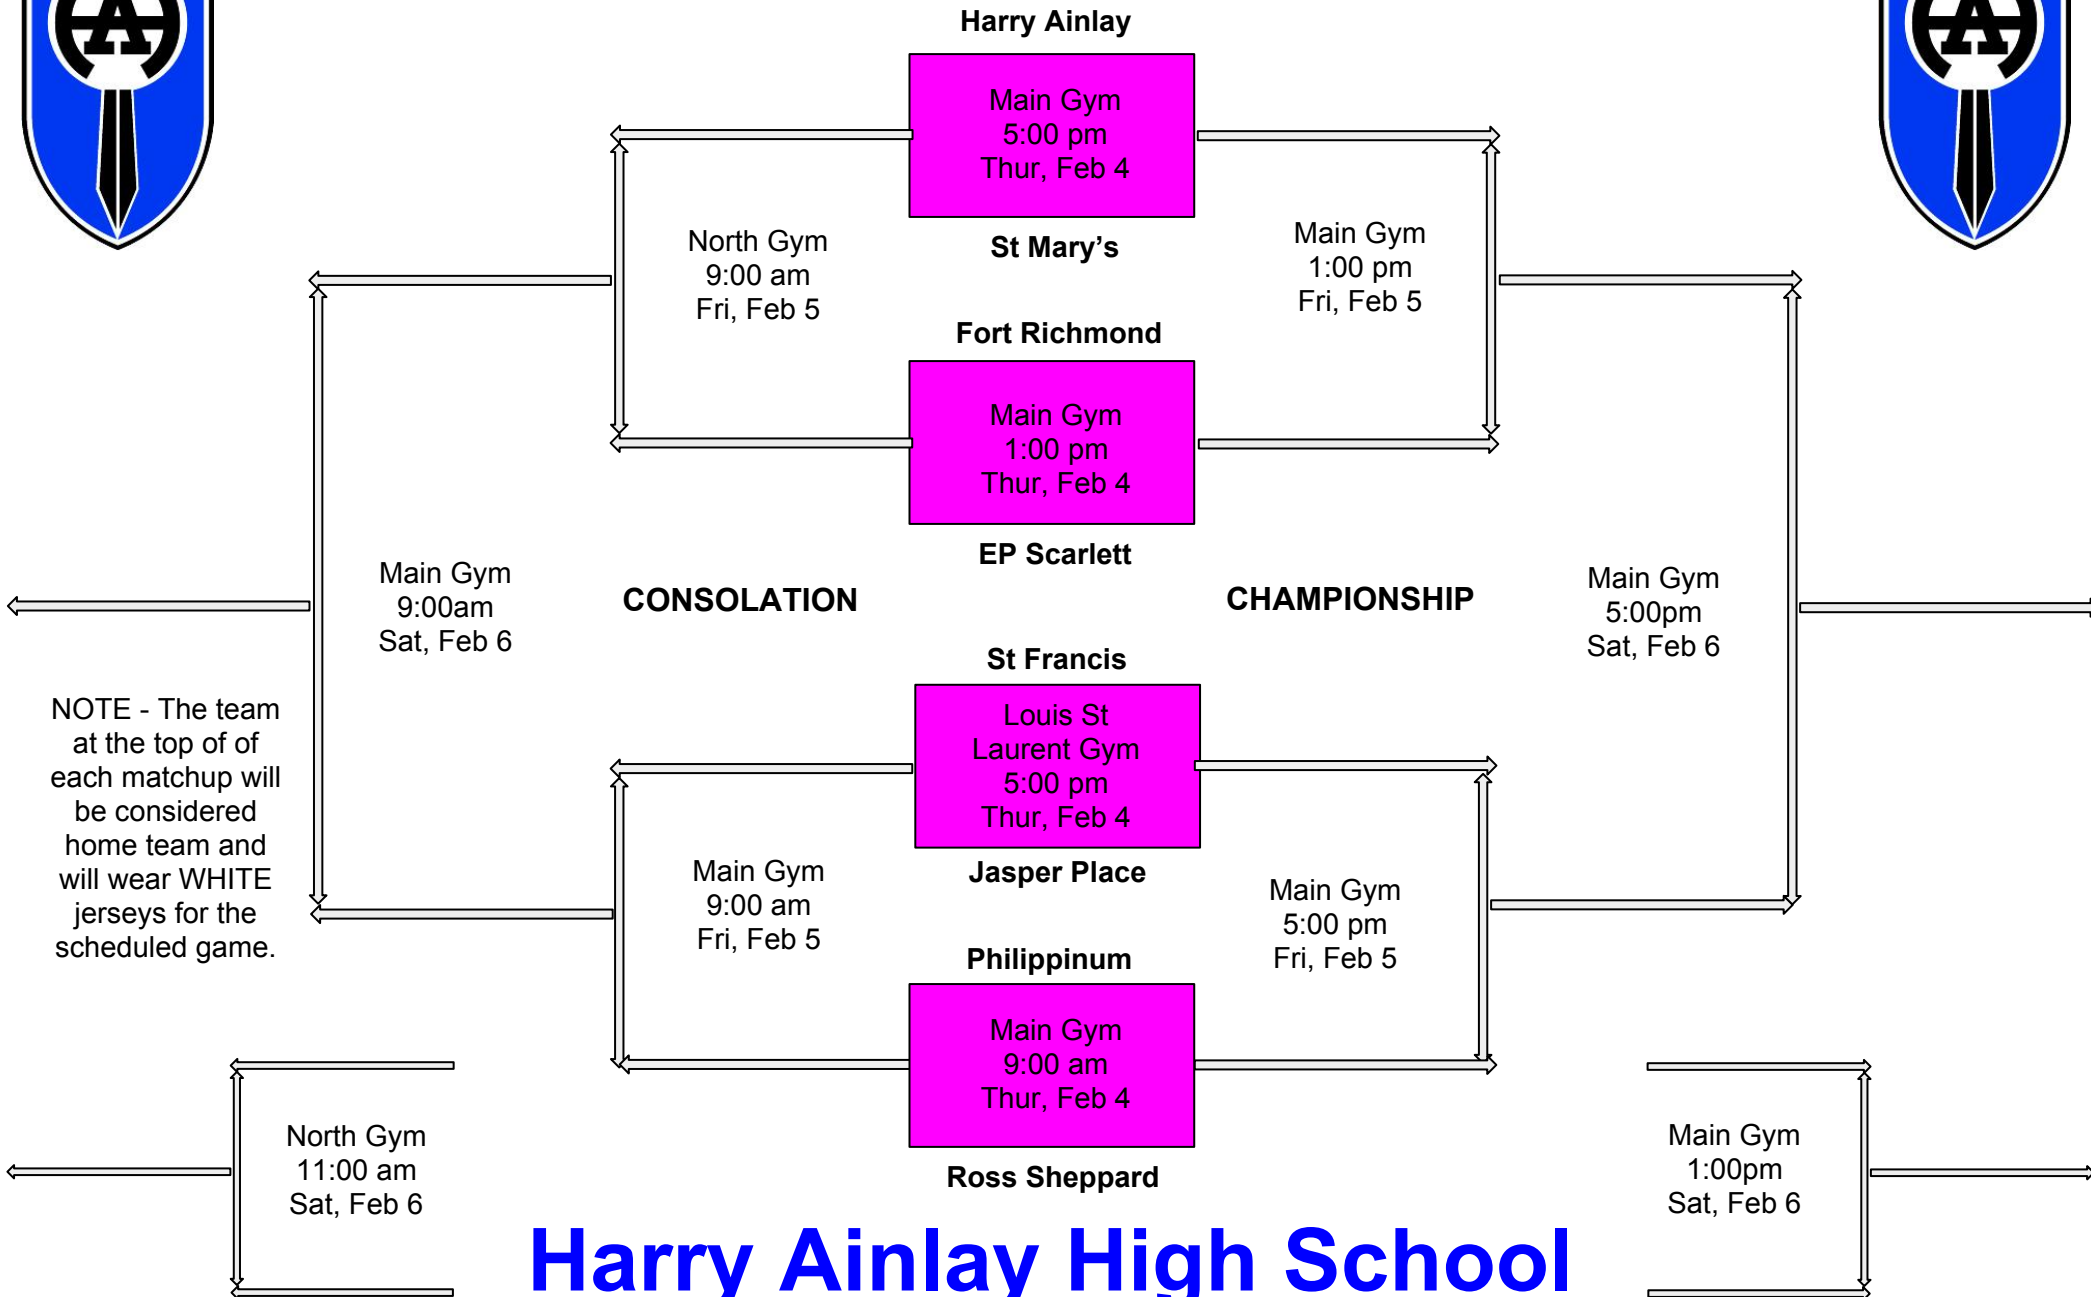 Harry Ainlay
Main Gym
5:00 pm
Thur, Feb 4
St Mary's
North Gym
9:00 am
Fri, Feb 5
Main Gym
1:00 pm
Fri, Feb 5
Fort Richmond
Main Gym
1:00 pm
Thur, Feb 4
EP Scarlett
Main Gym
9:00am
Sat, Feb 6
CONSOLATION
CHAMPIONSHIP
Main Gym
5:00pm
Sat, Feb 6
St Francis
Louis St
Laurent Gym
5:00 pm
Thur, Feb 4
Jasper Place
NOTE - The team
at the top of of
each matchup will
be considered
home team and
will wear WHITE
jerseys for the
scheduled game.
Main Gym
9:00 am
Fri, Feb 5
Main Gym
5:00 pm
Fri, Feb 5
Philippinum
Main Gym
9:00 am
Thur, Feb 4
Ross Sheppard
North Gym
11:00 am
Sat, Feb 6
Main Gym
1:00pm
Sat, Feb 6
Harry Ainlay High School